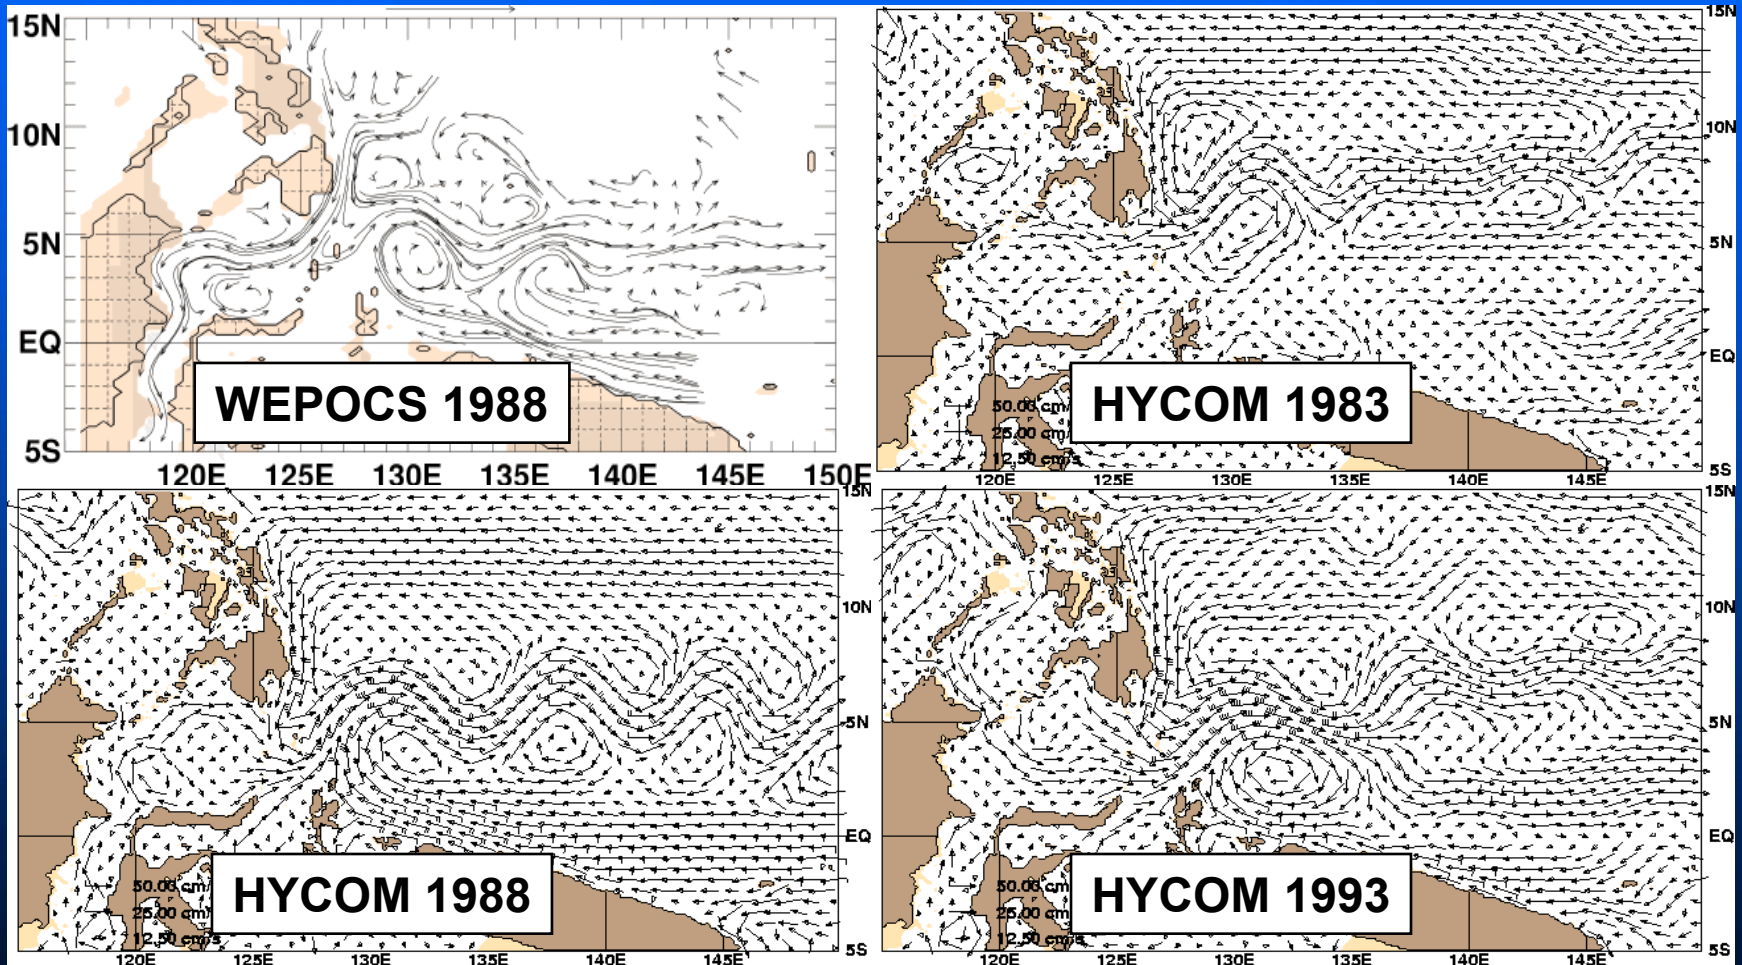 15N
10N
5N
EQ
5S
120E 125E 130E 135E 140E 145E 150E
WEPOCS 1988
15N
10N
5N
EQ
5S
120E 125E 130E 135E 140E 145E
50.00 cm/
25.00 cm/
12.50 cm/s
HYCOM 1983
15N
10N
5N
EQ
5S
120E 125E 130E 135E 140E 145E
50.00 cm/
25.00 cm/
12.50 cm/s
HYCOM 1988
15N
10N
5N
EQ
5S
120E 125E 130E 135E 140E 145E
50.00 cm/
25.00 cm/
12.50 cm/s
HYCOM 1993